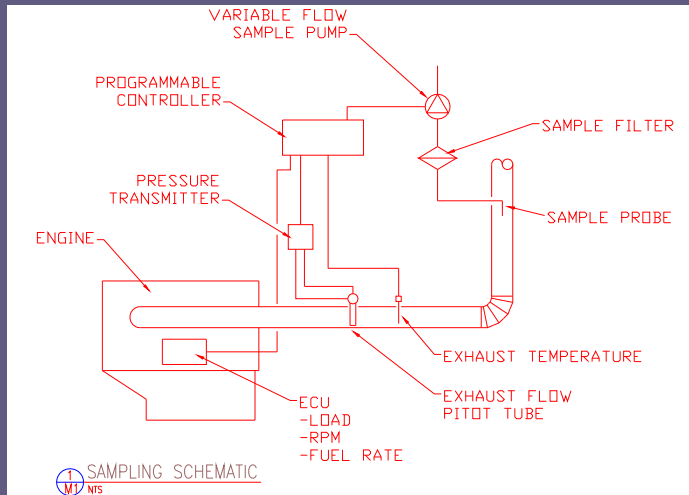 VARIABLE FLOW
SAMPLE PUMP
PROGRAMMABLE
CONTROLLER
SAMPLE FILTER
PRESSURE
TRANSMITTER
SAMPLE PROBE
ENGINE
EXHAUST TEMPERATURE
EXHAUST FLOW
PITOT TUBE
ECU
-LOAD
-RPM
-FUEL RATE
1
M1
SAMPLING SCHEMATIC
NTS